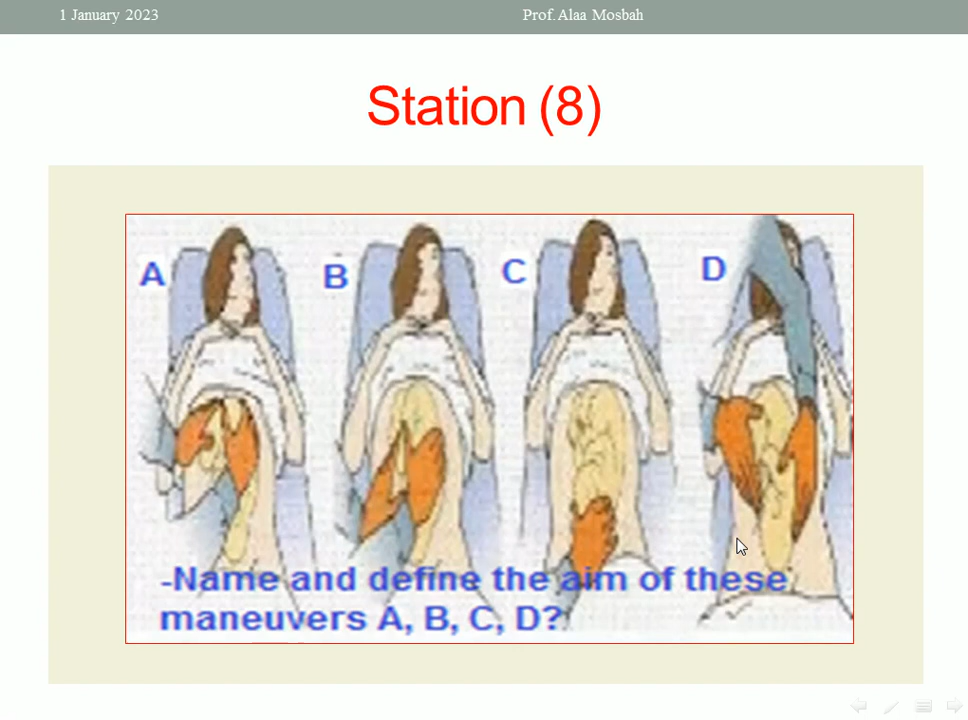 1 January 2023
Prof. Alaa Mosbah
Station (8)
A
B
C
D
-Name and define the aim of these
maneuvers A, B, C, D?